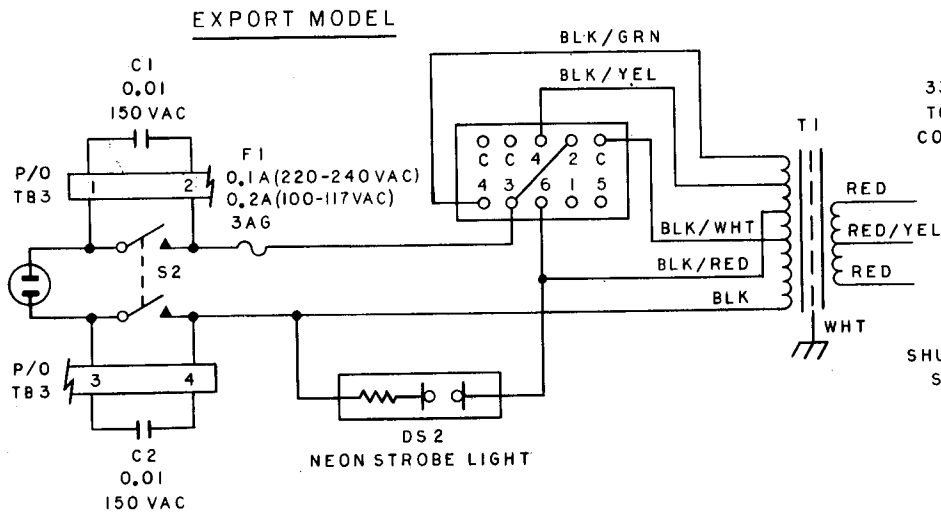 EXPORT MODEL
C1
0.01
150 VAC
P/O
TB3
1 2
F1
0.1A(220-240VAC)
0.2A(100-117VAC)
3AG
S2
P/O
TB3
3 4
C2
0.01
150 VAC
BLK/GRN
BLK/YEL
C C 4 2 C
4 3 6 1 5
BLK/WHT
BLK/RED
BLK
DS2
NEON STROBE LIGHT
T1
RED
RED/YEL
RED
WHT
33
TO
CO
SHU
S